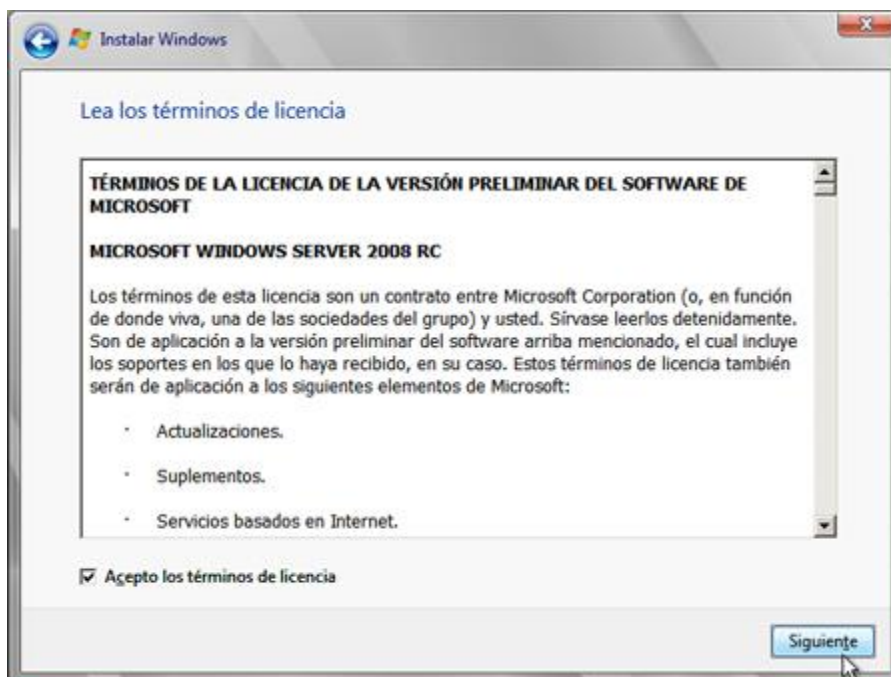 Instalar Windows
Lea los términos de licencia
TÉRMINOS DE LA LICENCIA DE LA VERSIÓN PRELIMINAR DEL SOFTWARE DE
MICROSOFT
MICROSOFT WINDOWS SERVER 2008 RC
Los términos de esta licencia son un contrato entre Microsoft Corporation (o, en función
de donde viva, una de las sociedades del grupo) y usted. Sírvase leerlos detenidamente.
Son de aplicación a la versión preliminar del software arriba mencionado, el cual incluye
los soportes en los que lo haya recibido, en su caso. Estos términos de licencia también
serán de aplicación a los siguientes elementos de Microsoft:
· Actualizaciones.
· Suplementos.
· Servicios basados en Internet.
Acepto los términos de licencia
Siguiente